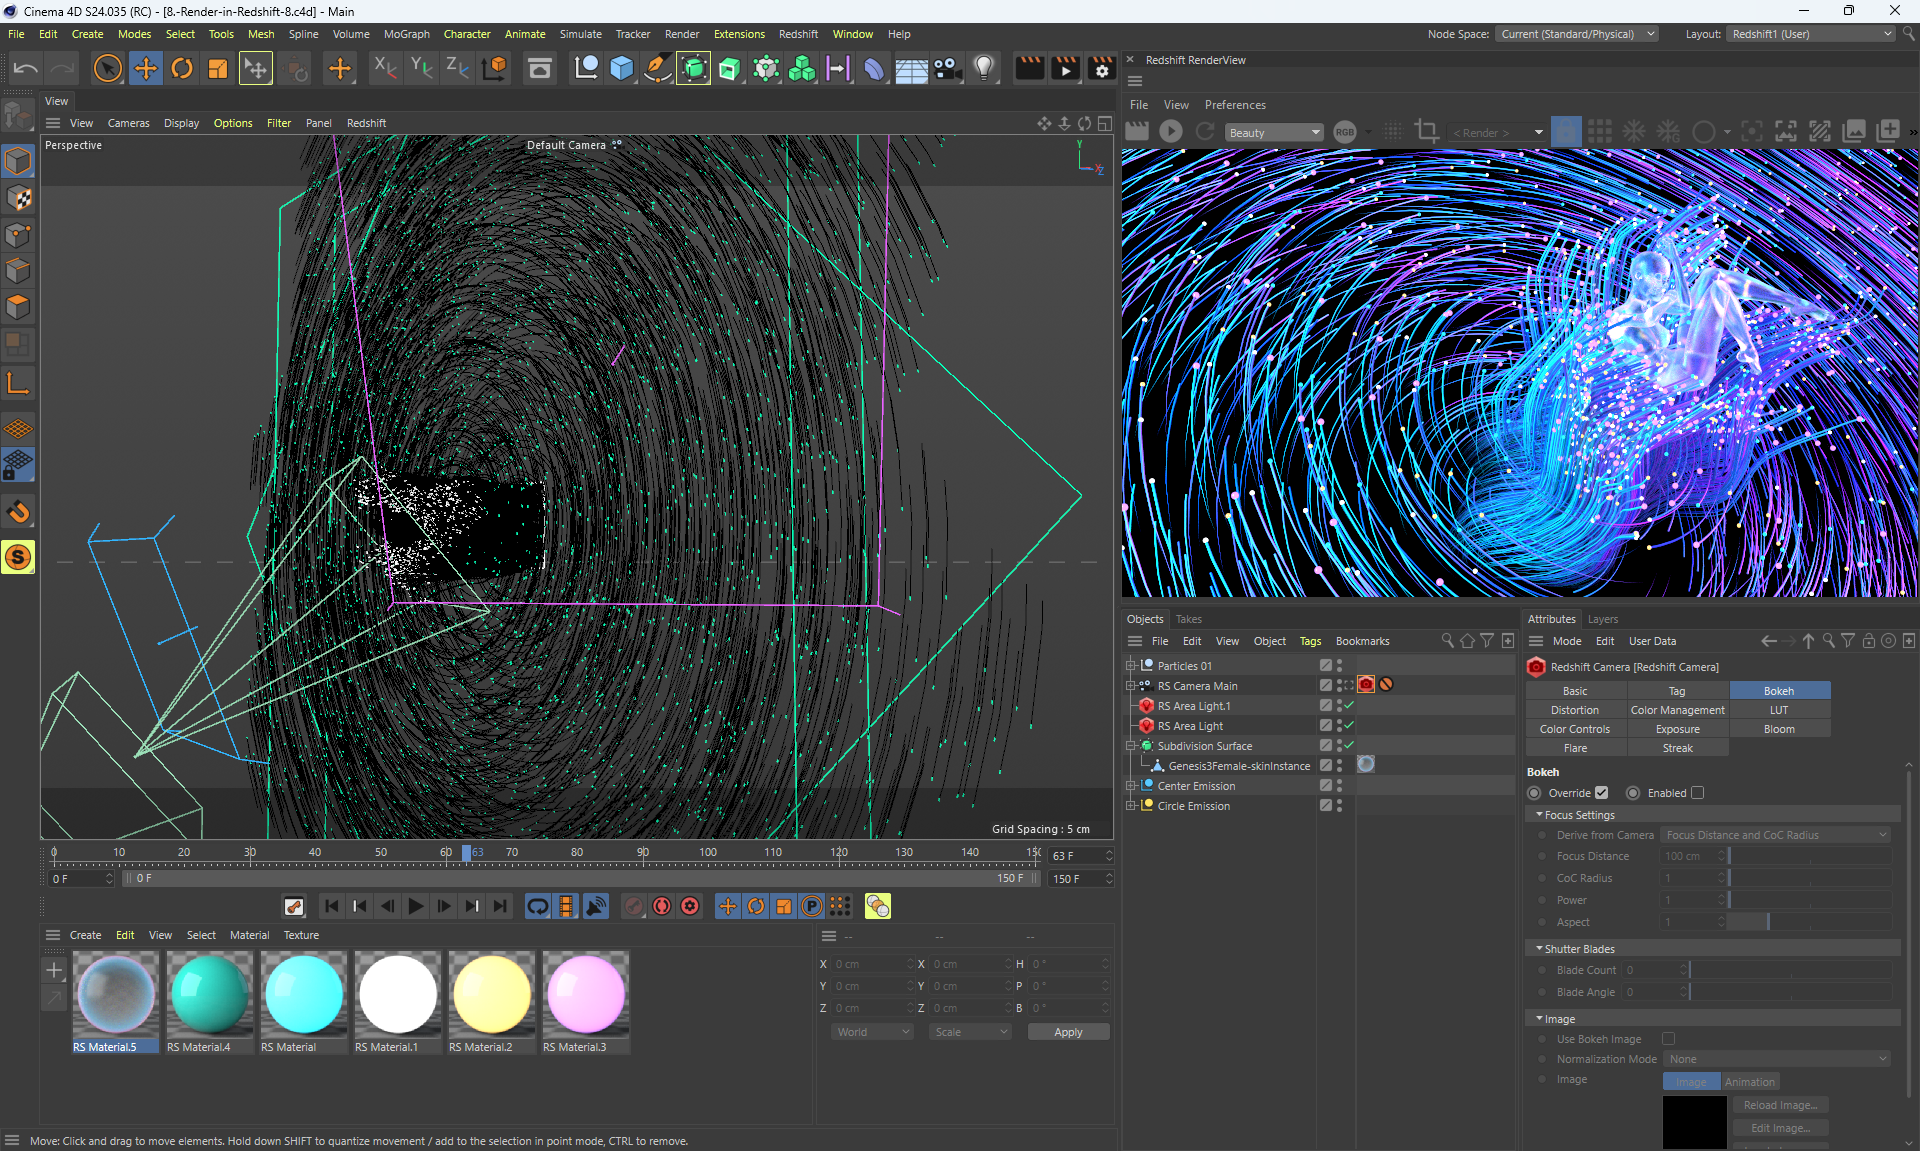 Cinema 4D S24.035 (RC) - [8.-Render-in-Redshift-8.c4d] - Main
File Edit Create Modes Select Tools Mesh Spline Volume MoGraph Character Animate Simulate Tracker Render Extensions Redshift Window Help
Node Space: Current (Standard/Physical) Layout: Redshift1 (User)
X Y Z
View
View Cameras Display Options Filter Panel Redshift
Perspective
Default Camera
Y X Z
Grid Spacing : 5 cm
Redshift RenderView
File View Preferences
Beauty RGB < Render >
0 10 20 30 40 50 60 63 70 80 90 100 110 120 130 140 63 F
0 F 0 F 150 F 150 F
P
S
Create Edit View Select Material Texture
RS Material.5 RS Material.4 RS Material RS Material.1 RS Material.2 RS Material.3
-- -- --
X 0 cm X 0 cm H 0 °
Y 0 cm Y 0 cm P 0 °
Z 0 cm Z 0 cm B 0 °
World Scale Apply
Move: Click and drag to move elements. Hold down SHIFT to quantize movement / add to the selection in point mode, CTRL to remove.
Objects Takes
File Edit View Object Tags Bookmarks
Particles 01
RS Camera Main
RS Area Light.1
RS Area Light
Subdivision Surface
Genesis3Female-skinInstance
Center Emission
Circle Emission
Attributes Layers
Mode Edit User Data
Redshift Camera [Redshift Camera]
Basic Tag Bokeh
Distortion Color Management LUT
Color Controls Exposure Bloom
Flare Streak
Bokeh
Override Enabled
Focus Settings
Derive from Camera Focus Distance and CoC Radius
Focus Distance 100 cm
CoC Radius 1
Power 1
Aspect 1
Shutter Blades
Blade Count 0
Blade Angle 0
Image
Use Bokeh Image
Normalization Mode None
Image Image Animation
Reload Image...
Edit Image...